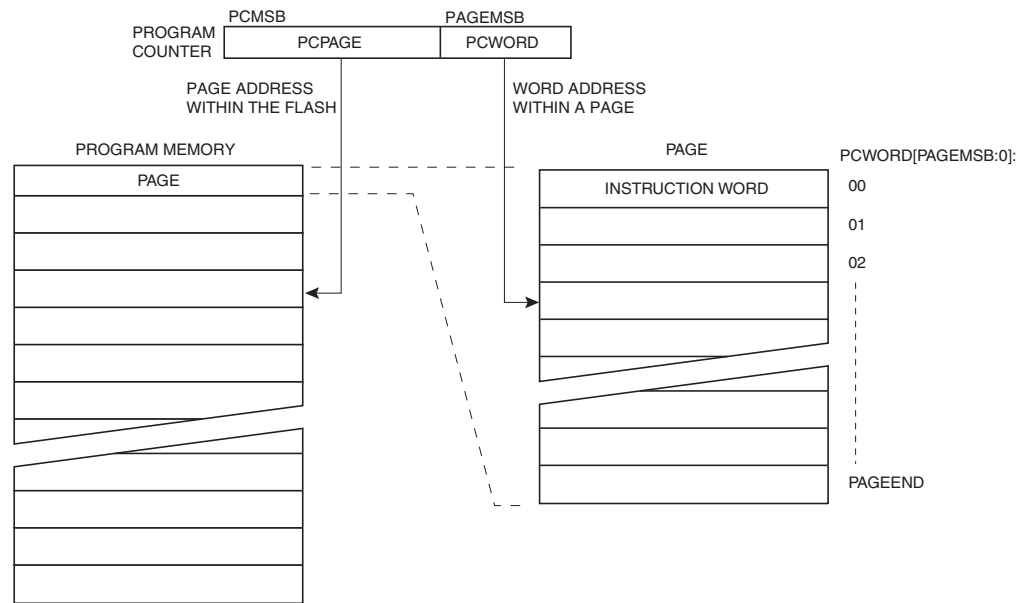 PCMSB
PAGEMSB
PROGRAM
COUNTER
PCPAGE
PCWORD
PAGE ADDRESS
WITHIN THE FLASH
WORD ADDRESS
WITHIN A PAGE
PROGRAM MEMORY
PAGE
PAGE
INSTRUCTION WORD
PCWORD[PAGEMSB:0]:
00
01
02
PAGEEND